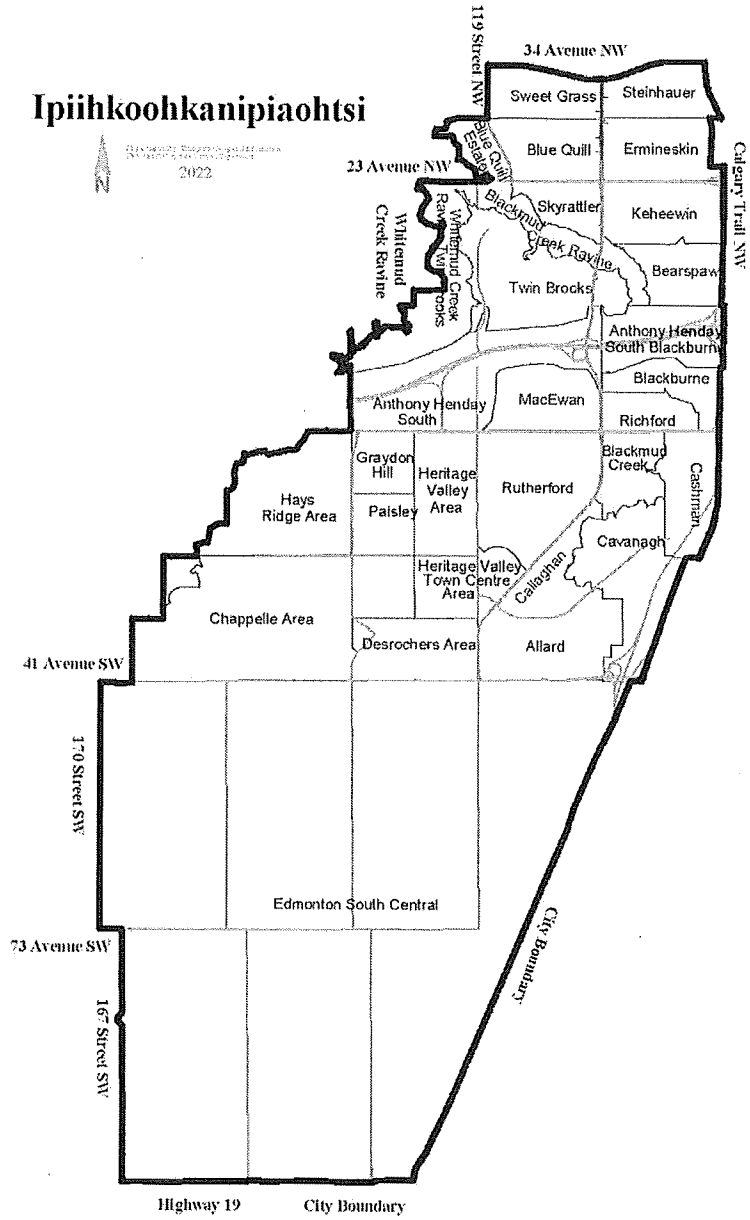 34 Avenue NW
119 Street NW
Ipiihkoohkanipiaohtsi
N
2022
Sweet Grass
Steinhauer
Blue Quill
Estates
Blue Quill
Ermineskin
Calgary Trail NW
23 Avenue NW
Skyrattler
Keheewin
Blackmud
Creek Ravine
Whitemud
Creek Ravine
Whitemud Creek
Ravine Twin
Brooks
Bearspaw
Twin Brooks
Anthony Henday
South Blackburne
Blackburne
Anthony Henday
South
MacEwan
Richford
Graydon
Hill
Heritage
Valley
Area
Rutherford
Blackmud
Creek
Cashman
Hays
Ridge Area
Paisley
Cavanagh
Callaghan
Heritage Valley
Town Centre
Area
Chappelle Area
Desrochers Area
Allard
41 Avenue SW
170 Street SW
Edmonton South Central
73 Avenue SW
City Boundary
167 Street SW
Highway 19
City Boundary